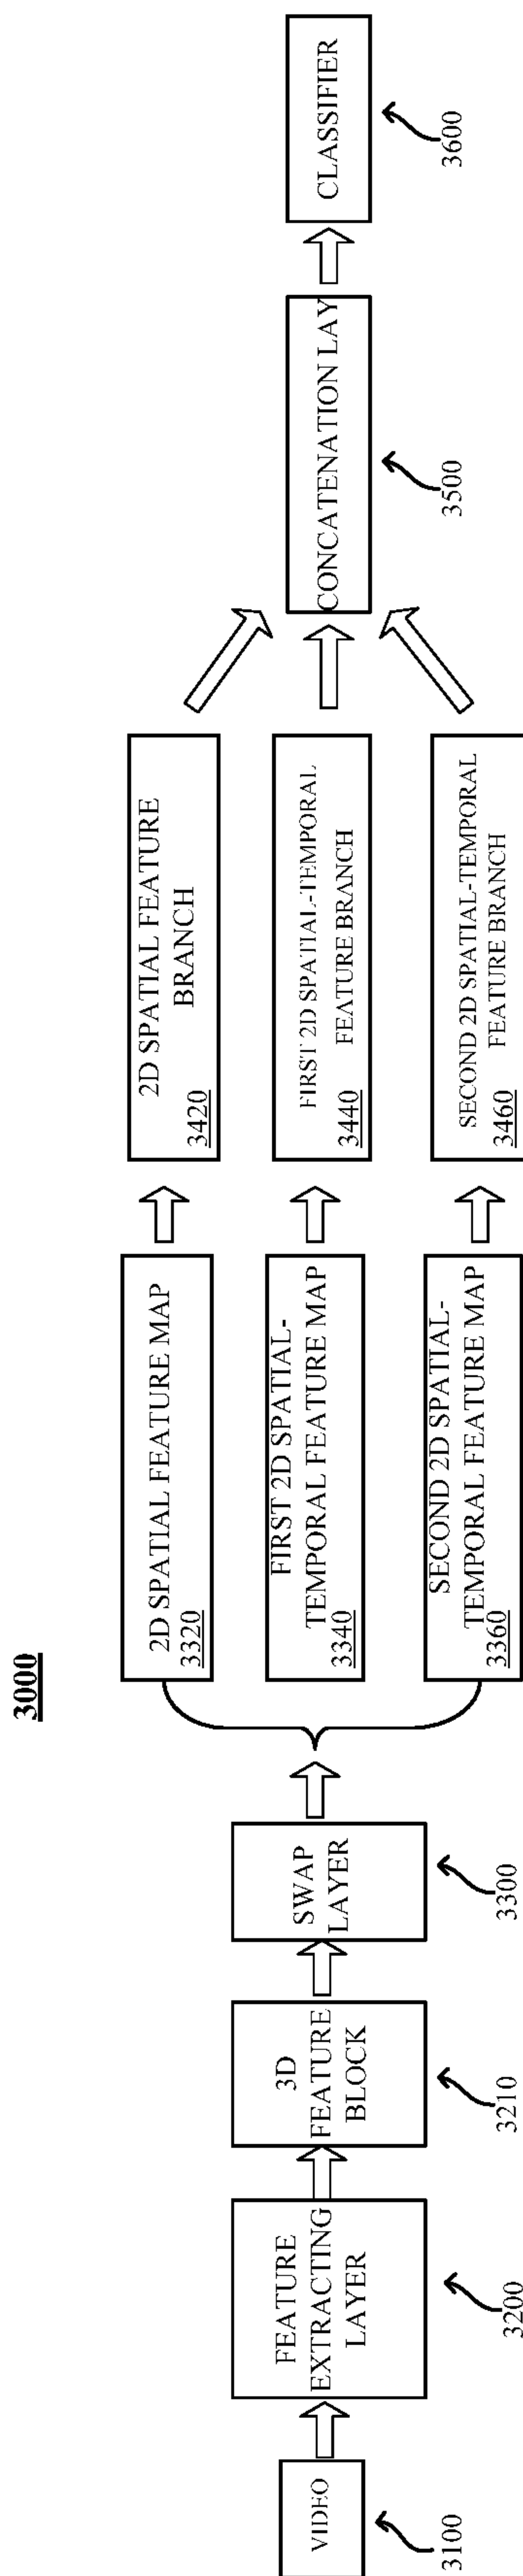 3000
VIDEO
3100
FEATURE
EXTRACTING
LAYER
3200
3D
FEATURE
BLOCK
3210
SWAP
LAYER
3300
2D SPATIAL FEATURE MAP
3320
FIRST 2D SPATIAL-
TEMPORAL FEATURE MAP
3340
SECOND 2D SPATIAL-
TEMPORAL FEATURE MAP
3360
2D SPATIAL FEATURE
BRANCH
3420
FIRST 2D SPATIAL-TEMPORAL
FEATURE BRANCH
3440
SECOND 2D SPATIAL-TEMPORAL
FEATURE BRANCH
3460
CONCATENATION LAY
3500
CLASSIFIER
3600